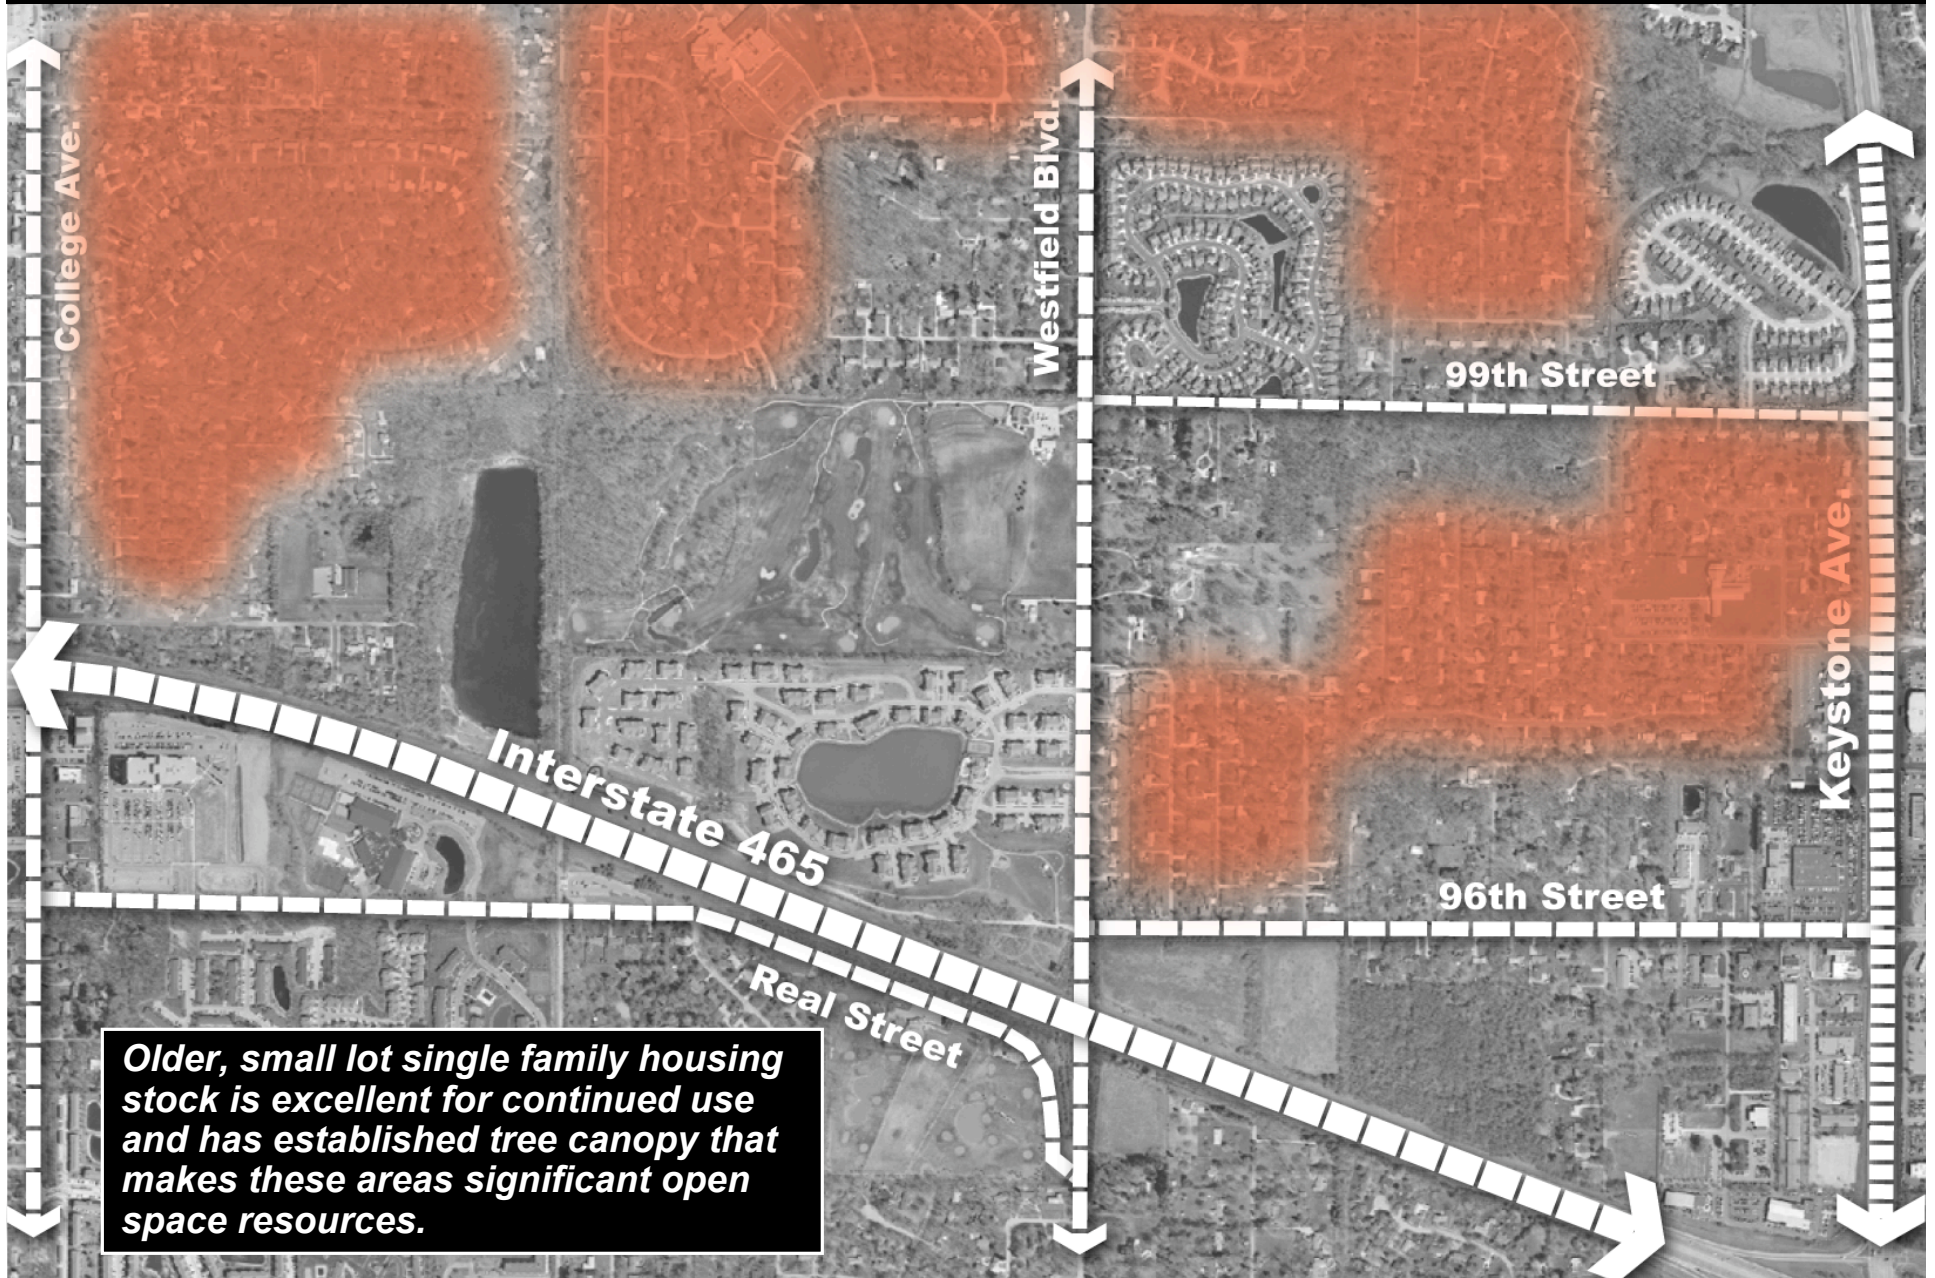 College Ave.
Westfield Blvd.
99th Street
Keystone Ave.
Interstate 465
96th Street
Real Street
Older, small lot single family housing
stock is excellent for continued use
and has established tree canopy that
makes these areas significant open
space resources.